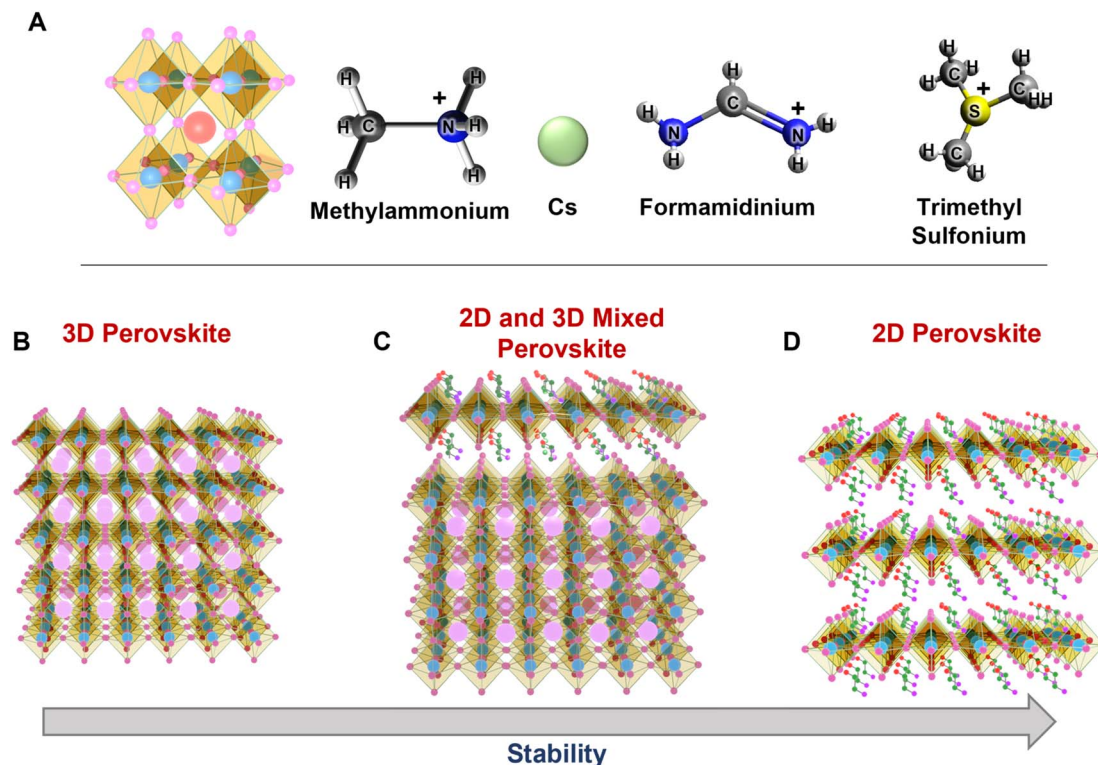 A
H
H
+
H
H
C
N
H
H
H
Methylammonium
Cs
H
C
H
N
+
N
H
H
H
Formamidinium
H
H
C
H
H
+
C
S
H H
C
H
H
H
Trimethyl
Sulfonium
B
3D Perovskite
C
2D and 3D Mixed
Perovskite
D
2D Perovskite
Stability